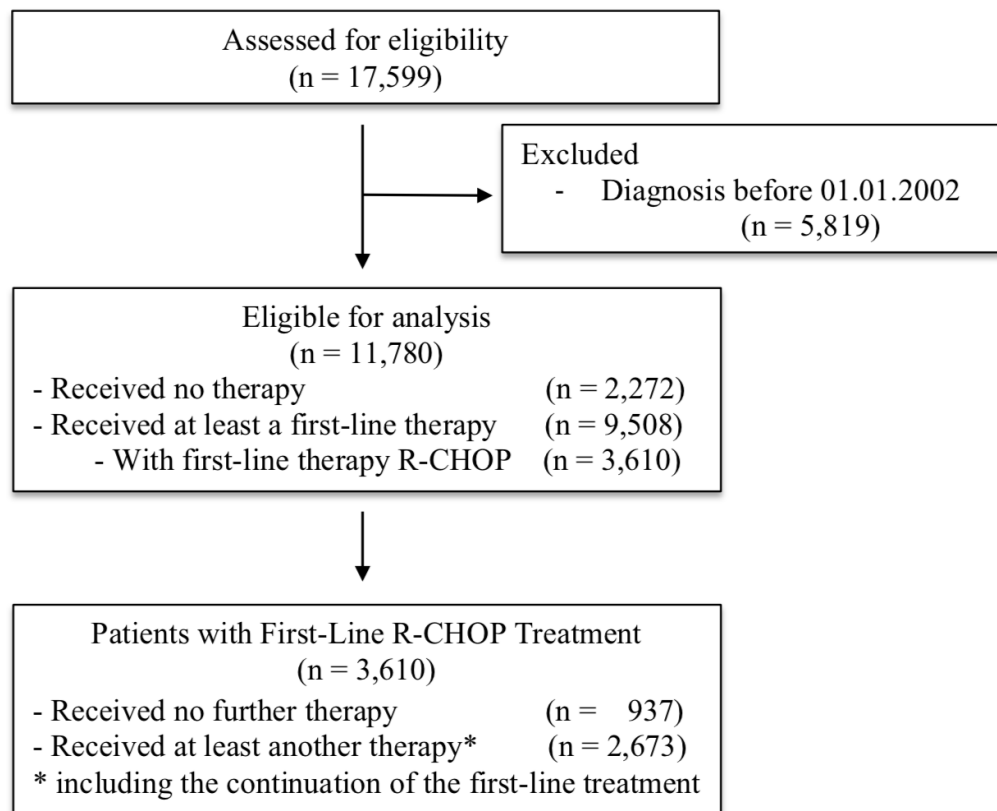 Assessed for eligibility
(n = 17,599)
Excluded
- Diagnosis before 01.01.2002
(n = 5,819)
Eligible for analysis
(n = 11,780)
- Received no therapy (n = 2,272)
- Received at least a first-line therapy (n = 9,508)
- With first-line therapy R-CHOP (n = 3,610)
Patients with First-Line R-CHOP Treatment
(n = 3,610)
- Received no further therapy (n = 937)
- Received at least another therapy* (n = 2,673)
* including the continuation of the first-line treatment